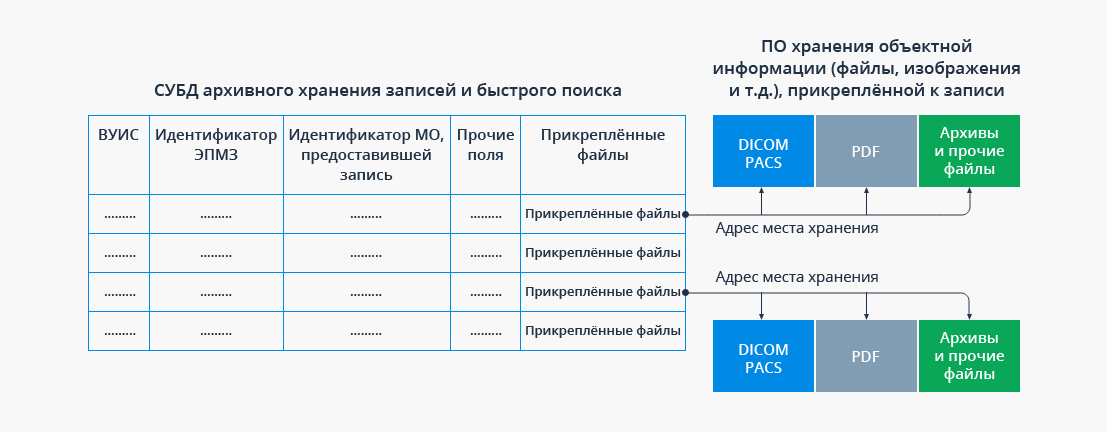 ПО хранения объектной
информации (файлы, изображения
и т.д.), прикреплённой к записи
СУБД архивного хранения записей и быстрого поиска
ВУИС
Идентификатор
ЭПМЗ
Идентификатор МО,
предоставившей
запись
Прочие
поля
Прикреплённые
файлы
......... ......... ......... ......... Прикреплённые файлы
......... ......... ......... ......... Прикреплённые файлы
......... ......... ......... ......... Прикреплённые файлы
......... ......... ......... ......... Прикреплённые файлы
DICOM
PACS
PDF
Архивы
и прочие
файлы
Адрес места хранения
Адрес места хранения
DICOM
PACS
PDF
Архивы
и прочие
файлы